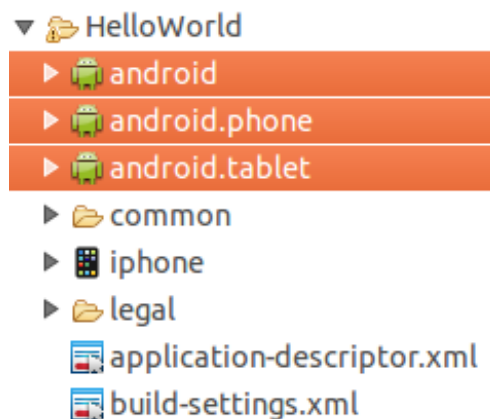 HelloWorld
android
android.phone
android.tablet
common
iphone
legal
application-descriptor.xml
build-settings.xml